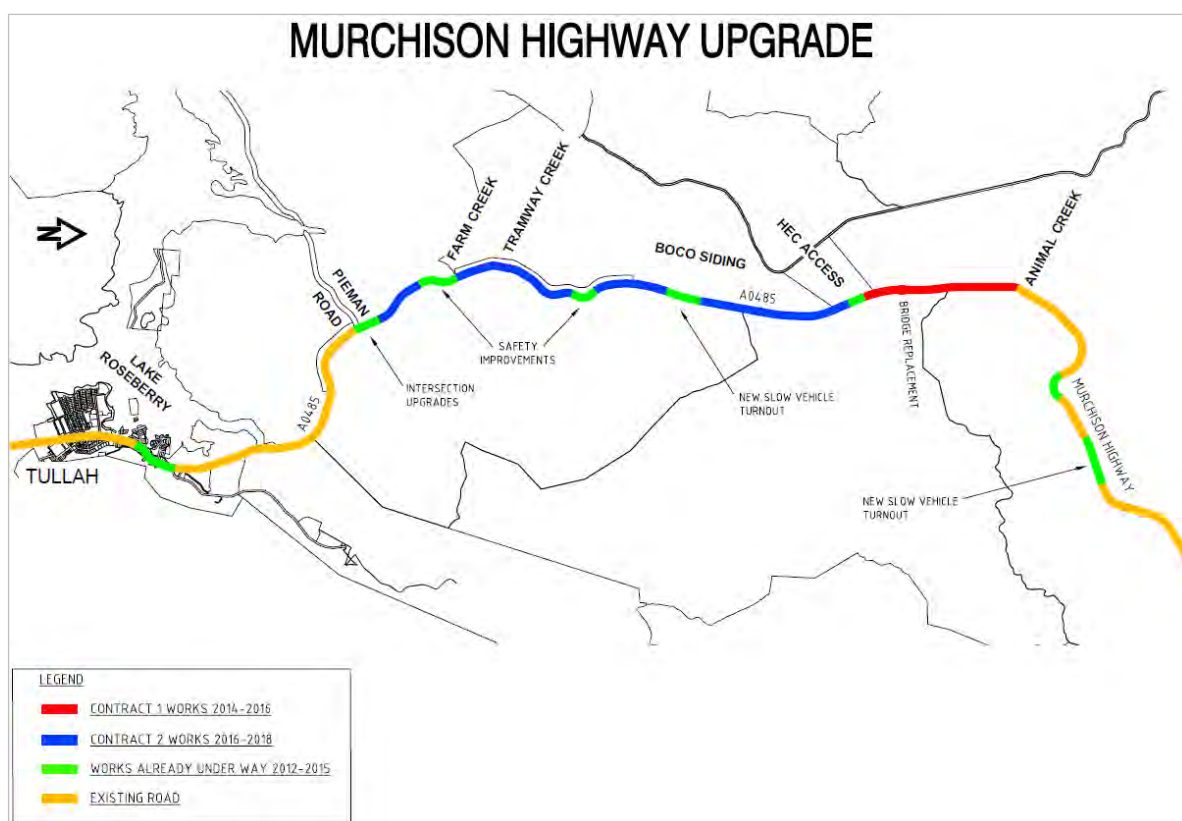 MURCHISON HIGHWAY UPGRADE
N
FARM CREEK
TRAMWAY CREEK
PIEMAN
ROAD
BOCO SIDING
HEC ACCESS
ANIMAL CREEK
A0485
BRIDGE REPLACEMENT
SAFETY
IMPROVEMENTS
INTERSECTION
UPGRADES
NEW SLOW VEHICLE
TURNOUT
MURCHISON HIGHWAY
LAKE
ROSEBERRY
A0485
TULLAH
NEW SLOW VEHICLE
TURNOUT
LEGEND
CONTRACT 1 WORKS 2014-2016
CONTRACT 2 WORKS 2016-2018
WORKS ALREADY UNDER WAY 2012-2015
EXISTING ROAD